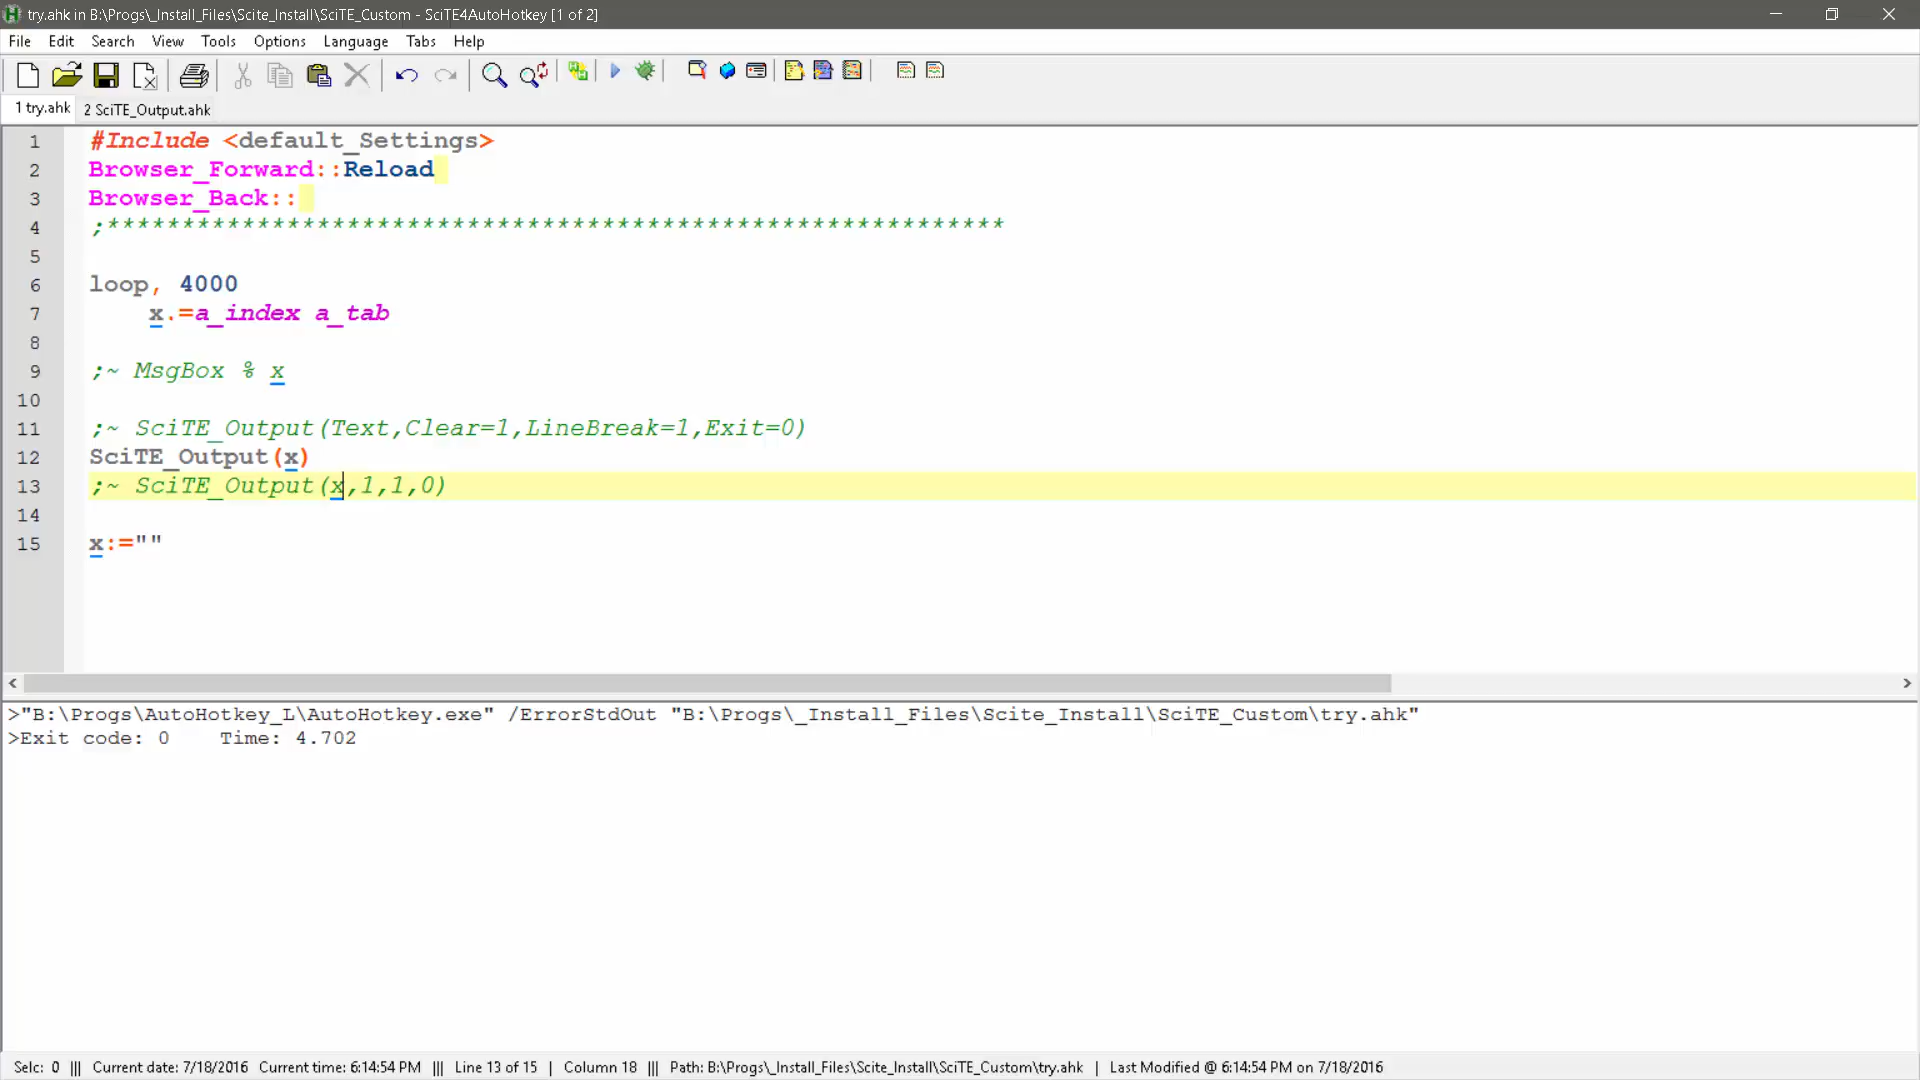 try.ahk in B:\Progs\_Install_Files\Scite_Install\SciTE_Custom - SciTE4AutoHotkey [1 of 2]
File Edit Search View Tools Options Language Tabs Help
1 try.ahk 2 SciTE_Output.ahk
1 #Include <default_Settings>
2 Browser_Forward::Reload
3 Browser_Back::
4 ;************************************************************
5
6 loop, 4000
7 x.=a_index a_tab
8
9 ;~ MsgBox % x
10
11 ;~ SciTE_Output(Text,Clear=1,LineBreak=1,Exit=0)
12 SciTE_Output(x)
13 ;~ SciTE_Output(x,1,1,0)
14
15 x:=""
>"B:\Progs\AutoHotkey_L\AutoHotkey.exe" /ErrorStdOut "B:\Progs\_Install_Files\Scite_Install\SciTE_Custom\try.ahk"
>Exit code: 0 Time: 4.702
Selc: 0 ||| Current date: 7/18/2016 Current time: 6:14:54 PM ||| Line 13 of 15 | Column 18 ||| Path: B:\Progs\_Install_Files\Scite_Install\SciTE_Custom\try.ahk | Last Modified @ 6:14:54 PM on 7/18/2016